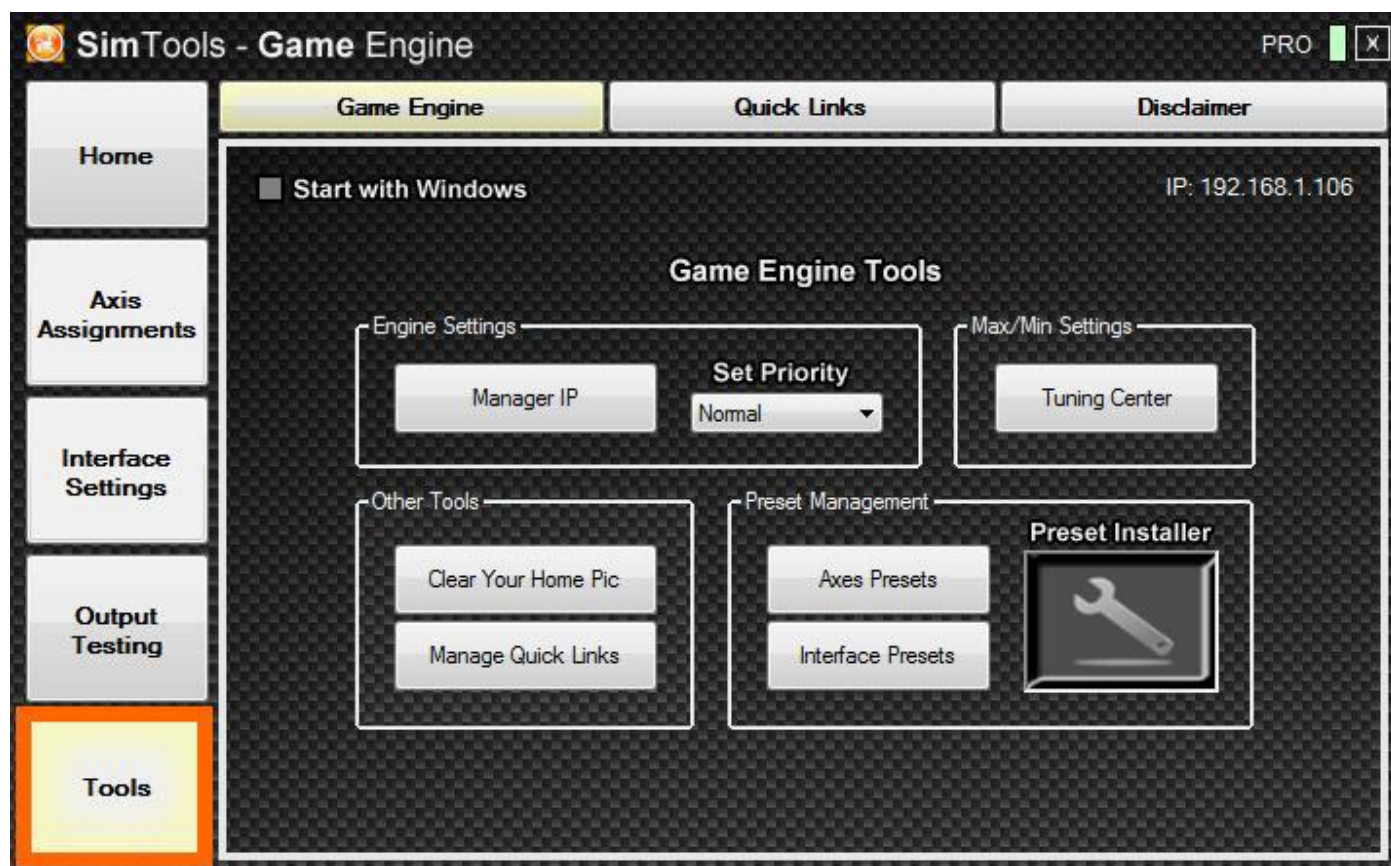 SimTools - Game Engine
PRO
X
Game Engine
Quick Links
Disclaimer
Home
Axis
Assignments
Interface
Settings
Output
Testing
Tools
Start with Windows
IP: 192.168.1.106
Game Engine Tools
Engine Settings
Manager IP
Set Priority
Normal
Max/Min Settings
Tuning Center
Other Tools
Clear Your Home Pic
Manage Quick Links
Preset Management
Axes Presets
Interface Presets
Preset Installer